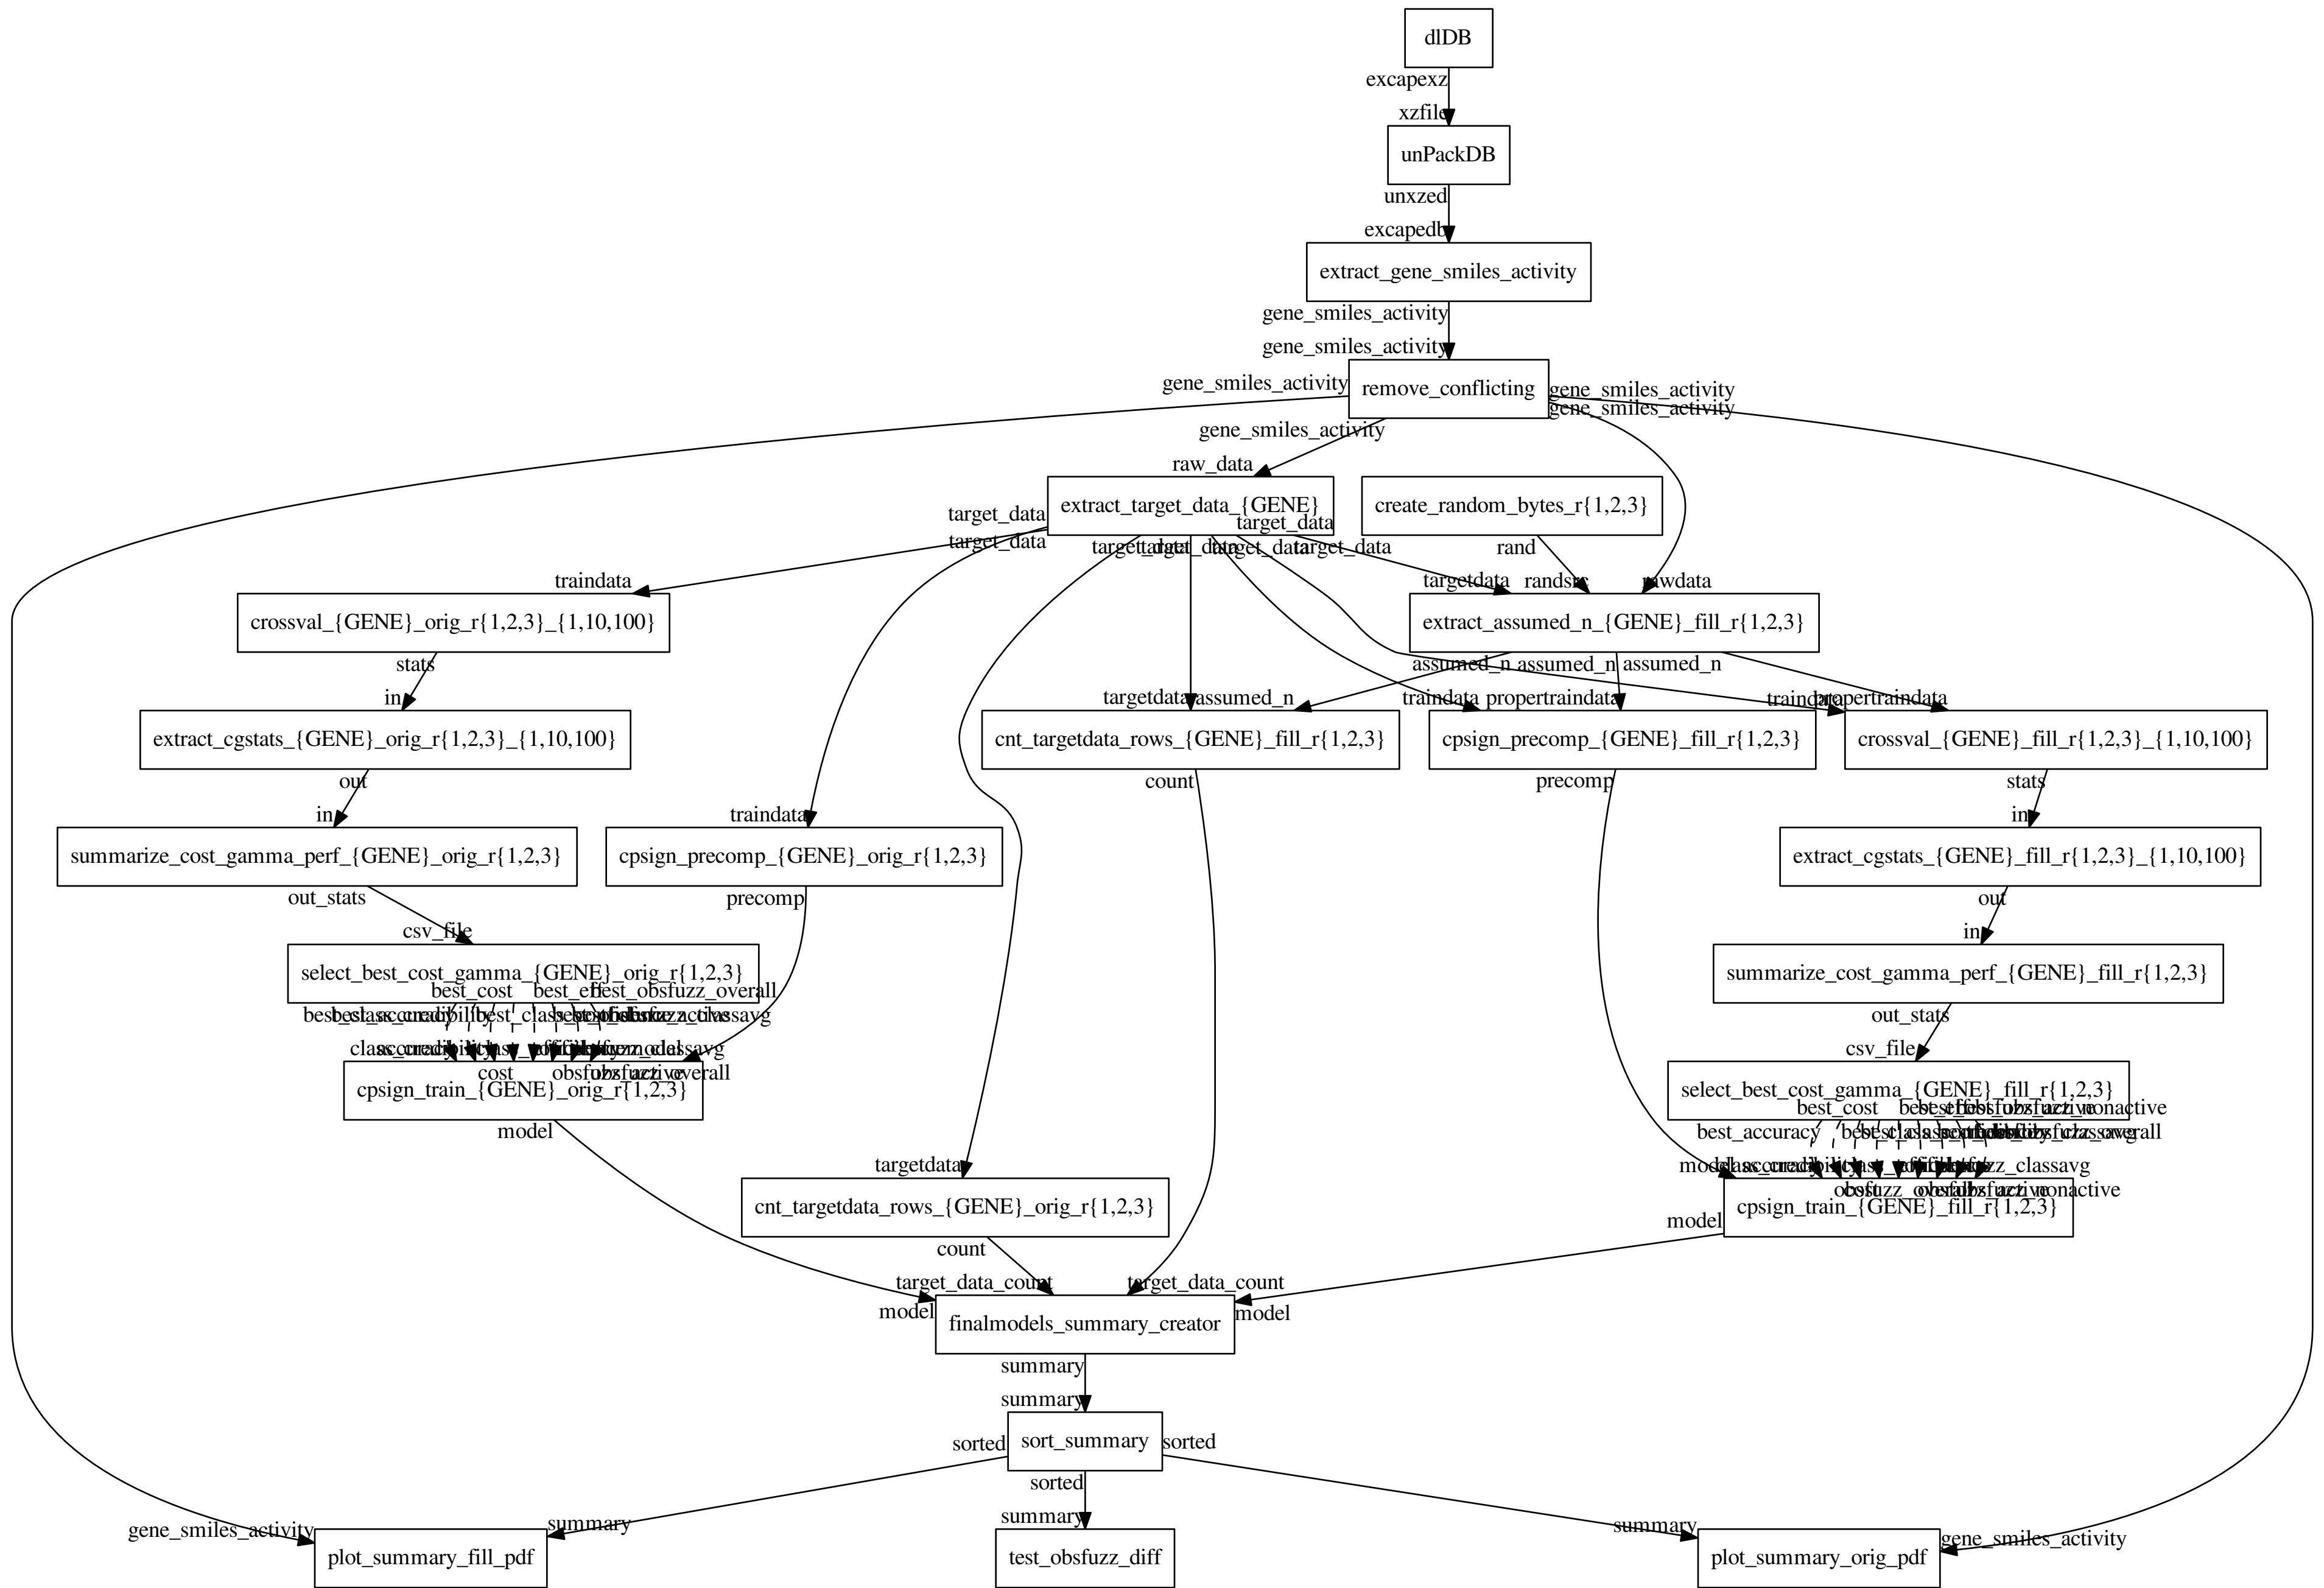 dlDB
excapexz
xzfile
unPackDB
unxzed
excapedb
extract_gene_smiles_activity
gene_smiles_activity
gene_smiles_activity
gene_smiles_activity
remove_conflicting
gene_smiles_activity
gene_smiles_activity
gene_smiles_activity
raw_data
extract_target_data_{GENE}
create_random_bytes_r{1,2,3}
target_data
target_data
target_data
target_data
target_data
target_data
target_data
rand
traindata
targetdata
randsrc
rawdata
crossval_{GENE}_orig_r{1,2,3}_{1,10,100}
extract_assumed_n_{GENE}_fill_r{1,2,3}
stats
assumed_n
assumed_n
assumed_n
in
targetdata
assumed_n
traindata
propertraindata
traindata
propertraindata
extract_cgstats_{GENE}_orig_r{1,2,3}_{1,10,100}
cnt_targetdata_rows_{GENE}_fill_r{1,2,3}
cpsign_precomp_{GENE}_fill_r{1,2,3}
crossval_{GENE}_fill_r{1,2,3}_{1,10,100}
out
count
precomp
stats
in
traindata
in
summarize_cost_gamma_perf_{GENE}_orig_r{1,2,3}
cpsign_precomp_{GENE}_orig_r{1,2,3}
extract_cgstats_{GENE}_fill_r{1,2,3}_{1,10,100}
out_stats
precomp
out
csv_file
in
select_best_cost_gamma_{GENE}_orig_r{1,2,3}
summarize_cost_gamma_perf_{GENE}_fill_r{1,2,3}
best_cost
best_eff
best_obsfuzz_overall
out_stats
csv_file
cost
cpsign_train_{GENE}_orig_r{1,2,3}
select_best_cost_gamma_{GENE}_fill_r{1,2,3}
model
best_cost
best_accuracy
targetdata
cnt_targetdata_rows_{GENE}_orig_r{1,2,3}
cpsign_train_{GENE}_fill_r{1,2,3}
count
model
target_data_count
target_data_count
model
finalmodels_summary_creator
model
summary
summary
sorted
sort_summary
sorted
sorted
gene_smiles_activity
summary
summary
summary
gene_smiles_activity
plot_summary_fill_pdf
test_obsfuzz_diff
plot_summary_orig_pdf